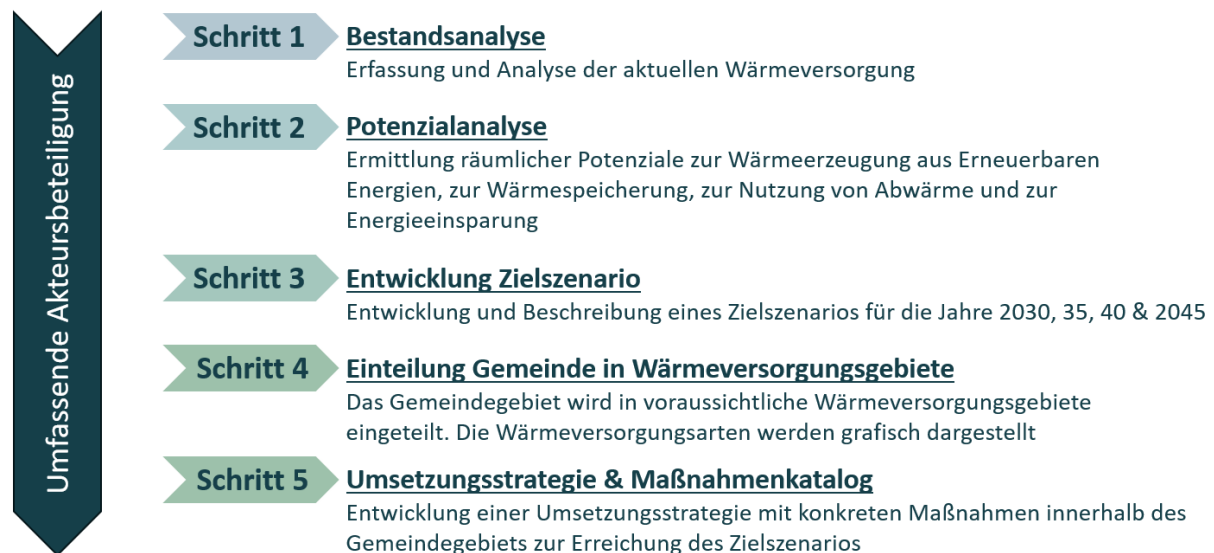 Umfassende Akteursbeteiligung
Schritt 1
Bestandsanalyse
Erfassung und Analyse der aktuellen Wärmeversorgung
Schritt 2
Potenzialanalyse
Ermittlung räumlicher Potenziale zur Wärmeerzeugung aus Erneuerbaren
Energien, zur Wärmespeicherung, zur Nutzung von Abwärme und zur
Energieeinsparung
Schritt 3
Entwicklung Zielszenario
Entwicklung und Beschreibung eines Zielszenarios für die Jahre 2030, 35, 40 & 2045
Schritt 4
Einteilung Gemeinde in Wärmeversorgungsgebiete
Das Gemeindegebiet wird in voraussichtliche Wärmeversorgungsgebiete
eingeteilt. Die Wärmeversorgungsarten werden grafisch dargestellt
Schritt 5
Umsetzungsstrategie & Maßnahmenkatalog
Entwicklung einer Umsetzungsstrategie mit konkreten Maßnahmen innerhalb des
Gemeindegebiets zur Erreichung des Zielszenarios